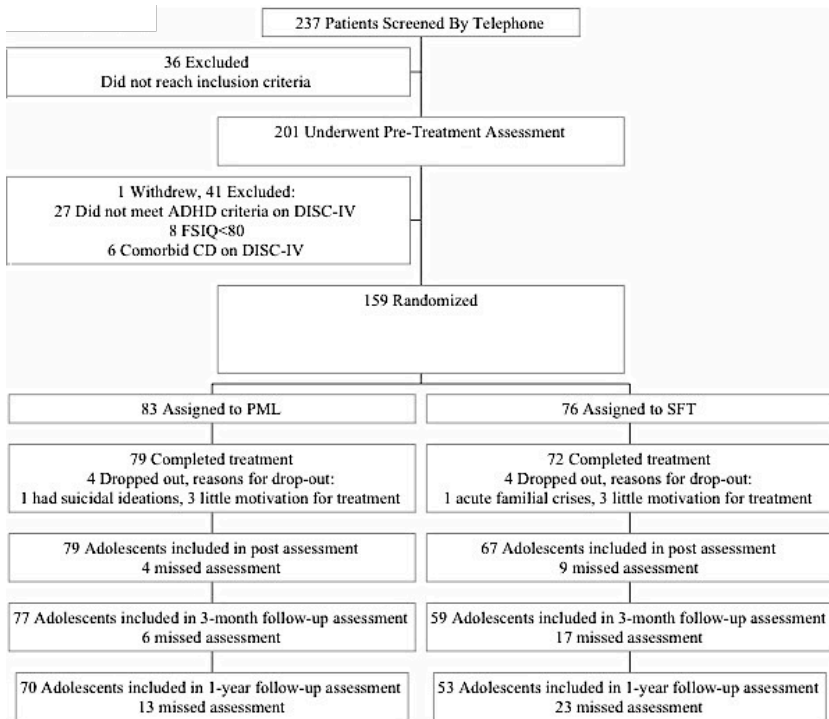 237 Patients Screened By Telephone
36 Excluded
Did not reach inclusion criteria
201 Underwent Pre-Treatment Assessment
1 Withdrew, 41 Excluded:
27 Did not meet ADHD criteria on DISC-IV
8 FSIQ<80
6 Comorbid CD on DISC-IV
159 Randomized
83 Assigned to PML
76 Assigned to SFT
79 Completed treatment
4 Dropped out, reasons for drop-out:
1 had suicidal ideations, 3 little motivation for treatment
72 Completed treatment
4 Dropped out, reasons for drop-out:
1 acute familial crises, 3 little motivation for treatment
79 Adolescents included in post assessment
4 missed assessment
67 Adolescents included in post assessment
9 missed assessment
77 Adolescents included in 3-month follow-up assessment
6 missed assessment
59 Adolescents included in 3-month follow-up assessment
17 missed assessment
70 Adolescents included in 1-year follow-up assessment
13 missed assessment
53 Adolescents included in 1-year follow-up assessment
23 missed assessment